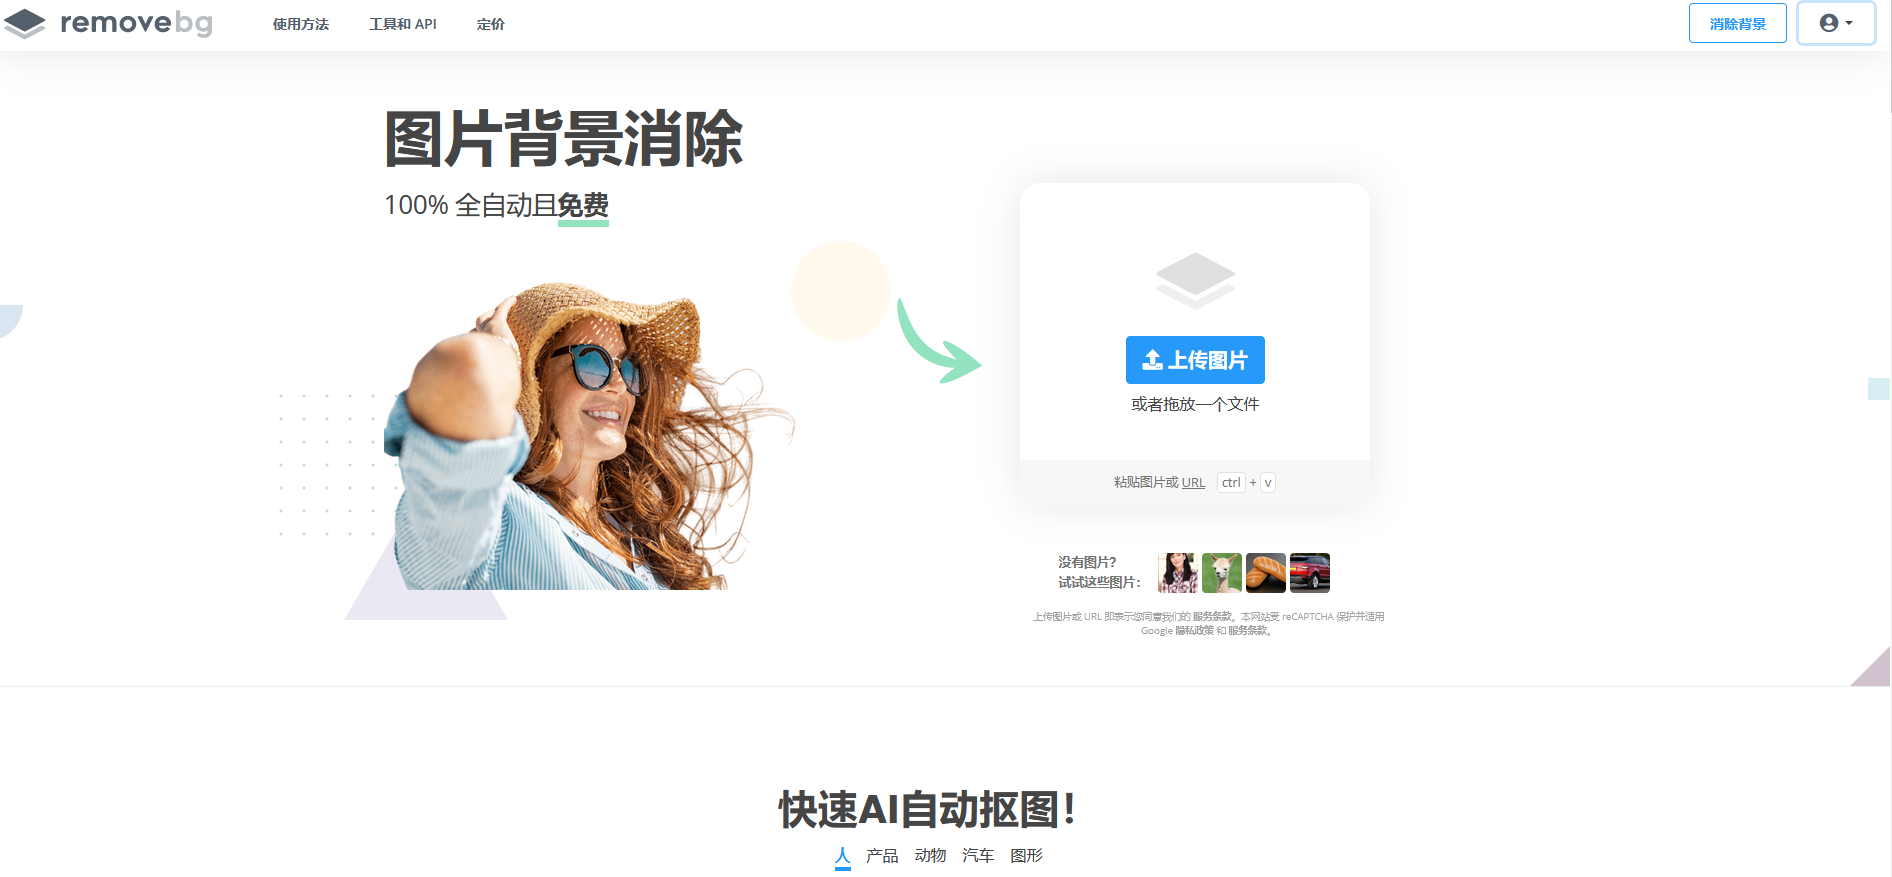 removebg
使用方法
工具和 API
定价
消除背景
图片背景消除
100% 全自动且免费
上传图片
或者拖放一个文件
粘贴图片或 URL ctrl + v
没有图片？
试试这些图片：
上传图片或 URL 即表示您同意我们的 服务条款。本网站受 reCAPTCHA 保护并适用
Google 隐私政策 和 服务条款。
快速AI自动抠图！
人 产品 动物 汽车 图形